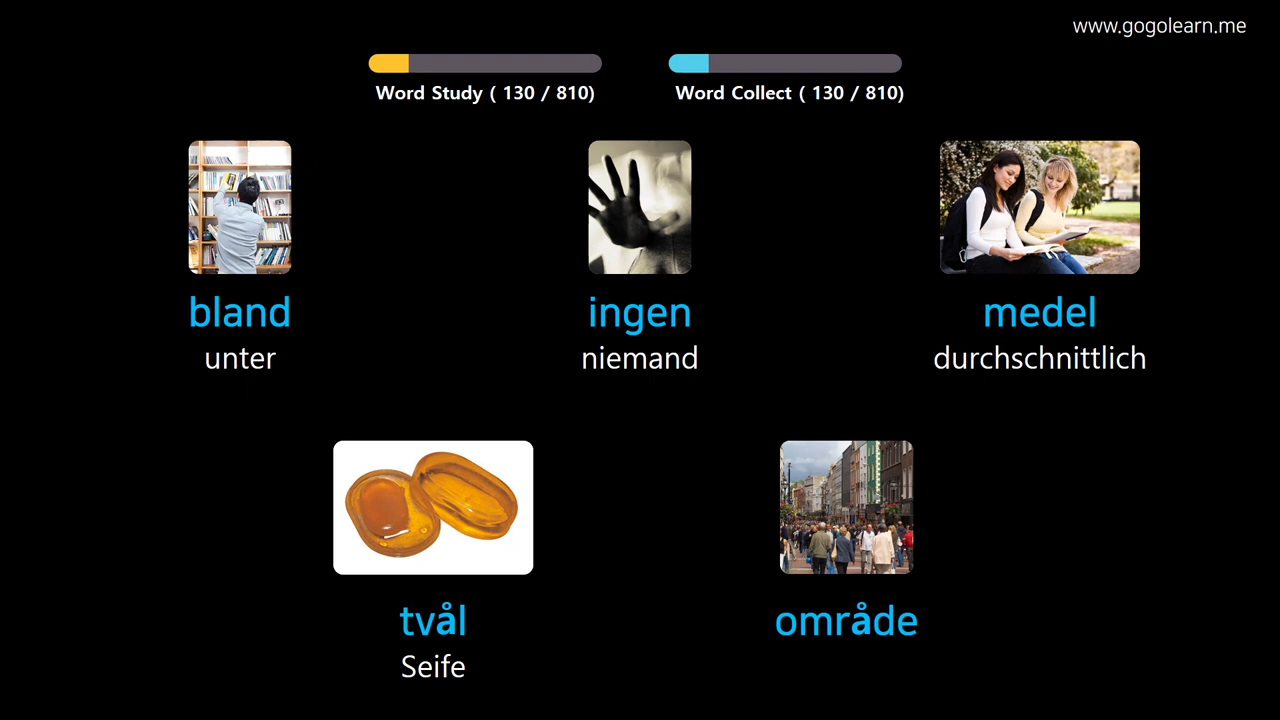 www.gogolearn.me
Word Study ( 130 / 810)
Word Collect ( 130 / 810)
bland
unter
ingen
niemand
medel
durchschnittlich
tvål
Seife
område